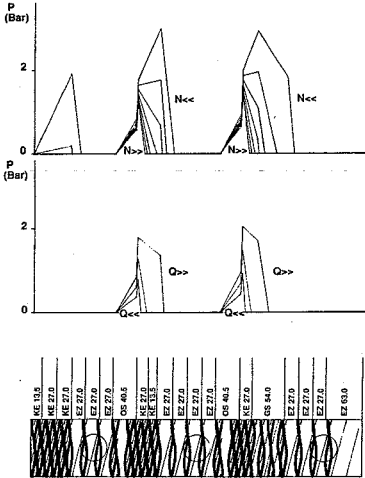 P
(Bar)
2
0
N<<
N>>
N<<
N>>
P
(Bar)
2
0
Q>>
Q<<
Q>>
Q<<
KE 13,5
KE 27,0
KE 27,0
EZ 27,0
EZ 27,0
EZ 27,0
GS 40,5
KE 27,0
KE 13,5
EZ 27,0
EZ 27,0
EZ 27,0
EZ 27,0
GS 40,5
KE 27,0
GS 54,0
EZ 27,0
EZ 27,0
EZ 27,0
EZ 63,0